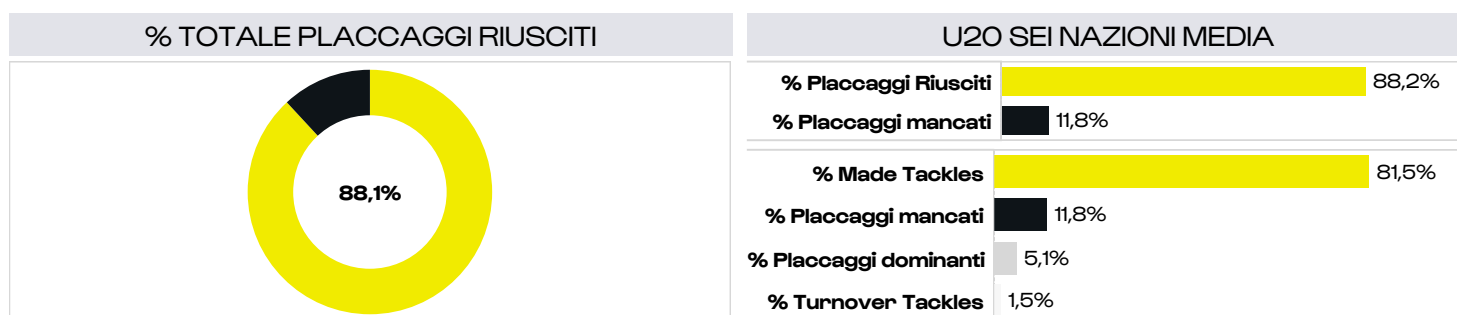 % TOTALE PLACCAGGI RIUSCITI
88,1%
U20 SEI NAZIONI MEDIA
% Placcaggi Riusciti 88,2%
% Placcaggi mancati 11,8%
% Made Tackles 81,5%
% Placcaggi mancati 11,8%
% Placcaggi dominanti 5,1%
% Turnover Tackles 1,5%